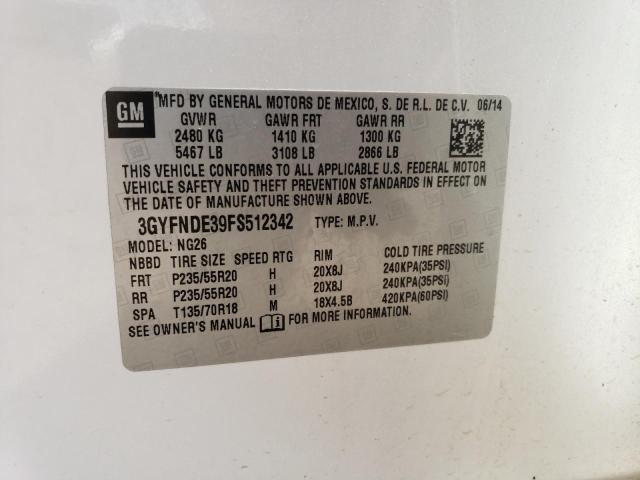 GM
MFD BY GENERAL MOTORS DE MEXICO, S. DE R.L. DE C.V. 06/14
GVWR GAWR FRT GAWR RR
2480 KG 1410 KG 1300 KG
5467 LB 3108 LB 2866 LB
THIS VEHICLE CONFORMS TO ALL APPLICABLE U.S. FEDERAL MOTOR
VEHICLE SAFETY AND THEFT PREVENTION STANDARDS IN EFFECT ON
THE DATE OF MANUFACTURE SHOWN ABOVE.
3GYFNDE39FS512342 TYPE: M.P.V.
MODEL: NG26
NBBD TIRE SIZE SPEED RTG RIM COLD TIRE PRESSURE
FRT P235/55R20 H 20X8J 240KPA(35PSI)
RR P235/55R20 H 20X8J 240KPA(35PSI)
SPA T135/70R18 M 18X4.5B 420KPA(60PSI)
SEE OWNER'S MANUAL FOR MORE INFORMATION.